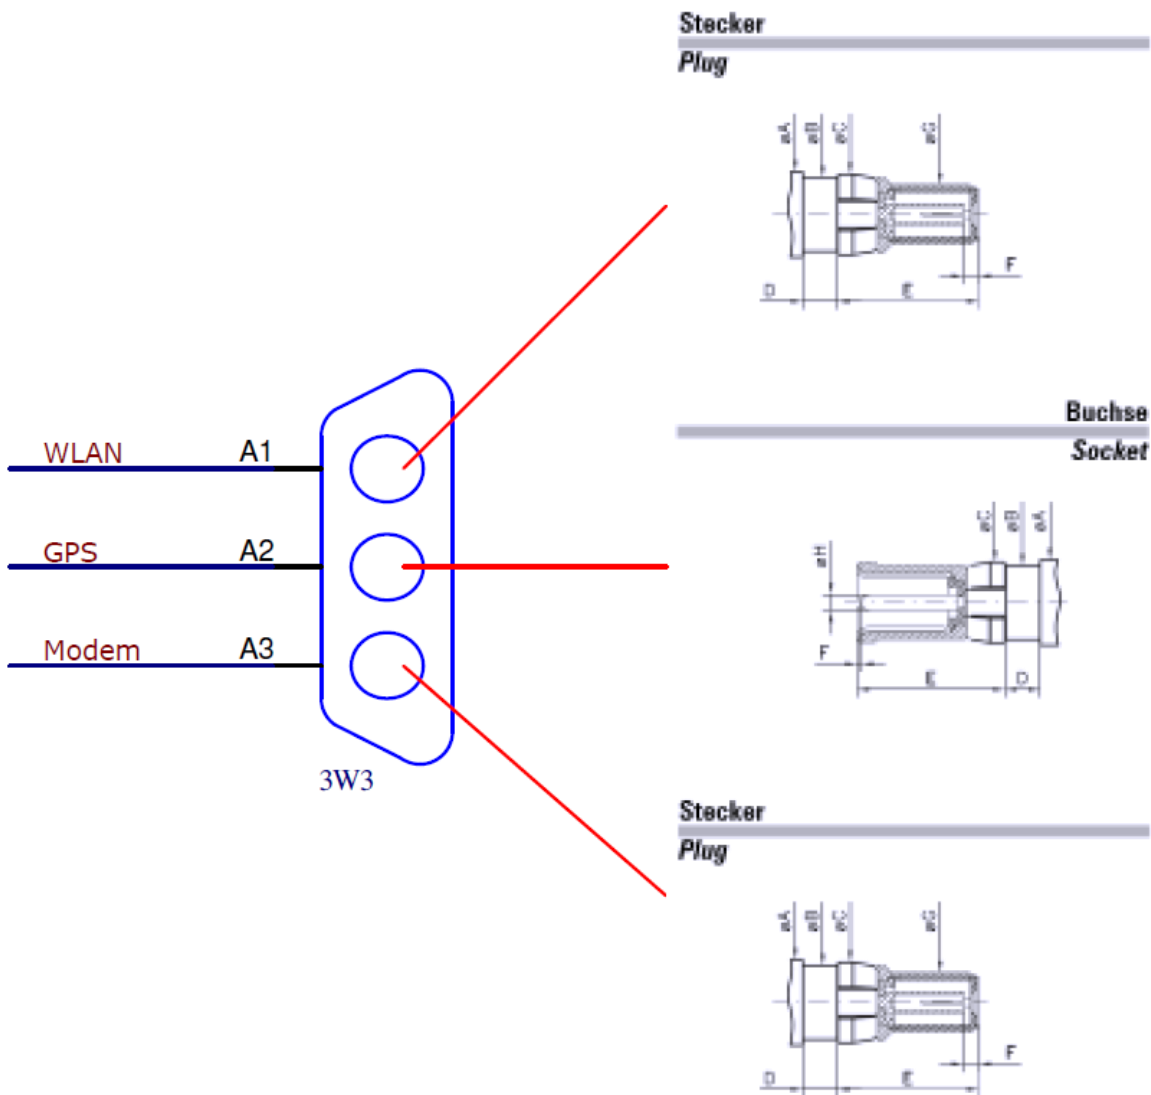 Stecker
Plug
øA
øB
øC
øG
F
D
E
WLAN
A1
GPS
A2
Modem
A3
3W3
Buchse
Socket
øH
øC
øB
øA
F
E
D
Stecker
Plug
øA
øB
øC
øG
F
D
E